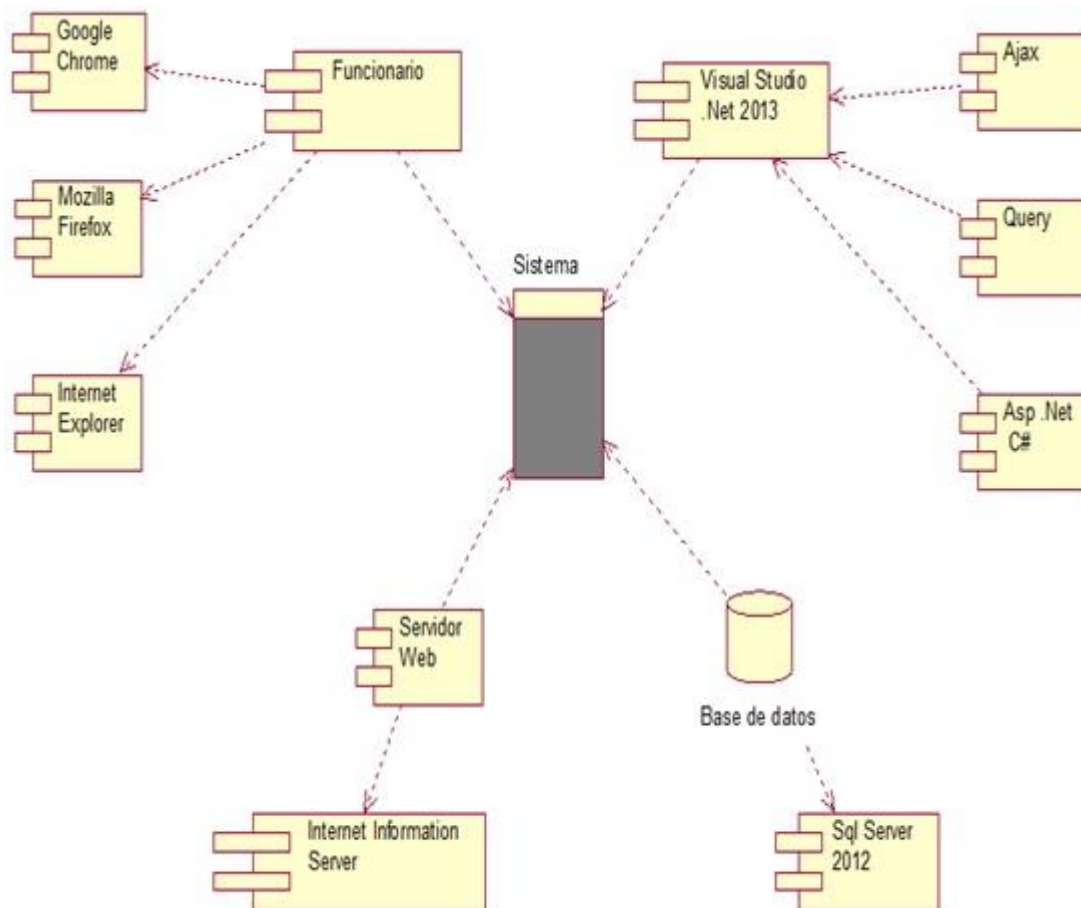 Google
Chrome
Funcionario
Visual Studio
.Net 2013
Ajax
Mozilla
Firefox
Query
Sistema
Internet
Explorer
Asp .Net
C#
Servidor
Web
Base de datos
Internet Information
Server
Sql Server
2012